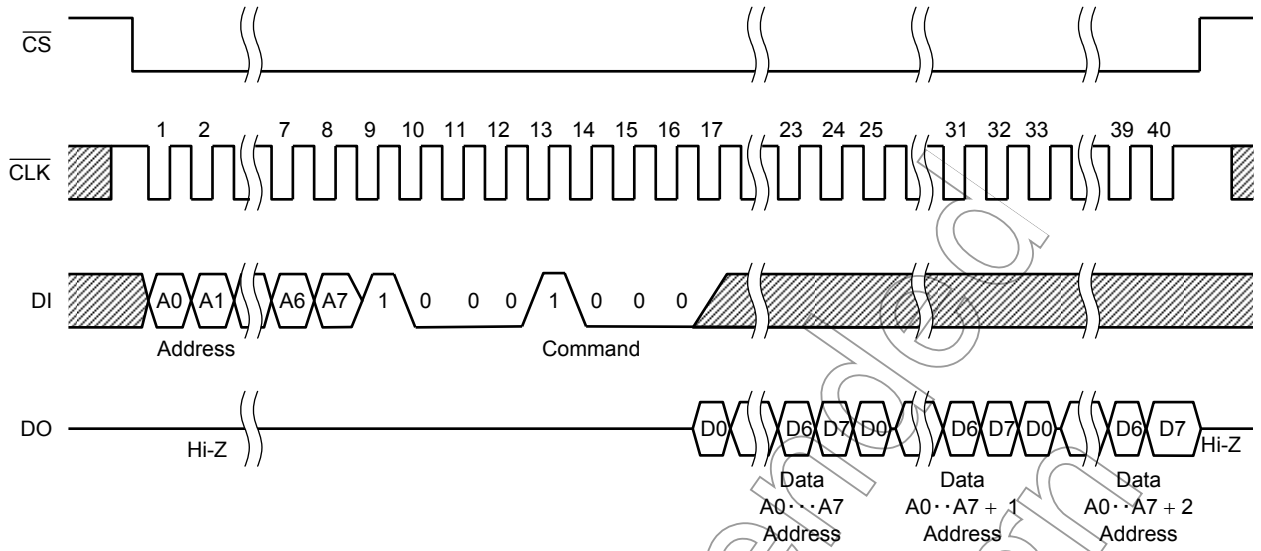 CS
1 2 7 8 9 10 11 12 13 14 15 16 17 23 24 25 31 32 33 39 40
CLK
DI A0 A1 A6 A7 1 0 0 0 1 0 0 0
Address Command
DO D0 D6 D7 D0 D6 D7 D0 D6 D7
Hi-Z Hi-Z
Data Data Data
A0···A7 A0··A7 + 1 A0··A7 + 2
Address Address Address